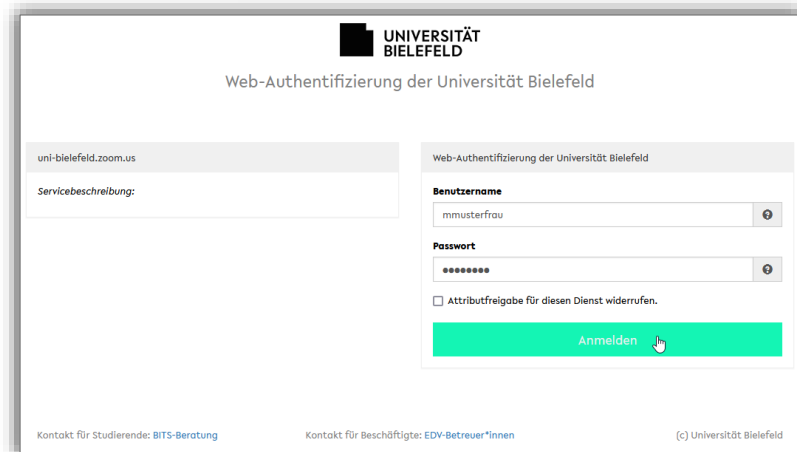 UNIVERSITÄT
BIELEFELD
Web-Authentifizierung der Universität Bielefeld
uni-bielefeld.zoom.us
Servicebeschreibung:
Web-Authentifizierung der Universität Bielefeld
Benutzername
mmusterfrau
Passwort
●●●●●●●●
Attributfreigabe für diesen Dienst widerrufen.
Anmelden
Kontakt für Studierende: BITS-Beratung
Kontakt für Beschäftigte: EDV-Betreuer*innen
(c) Universität Bielefeld